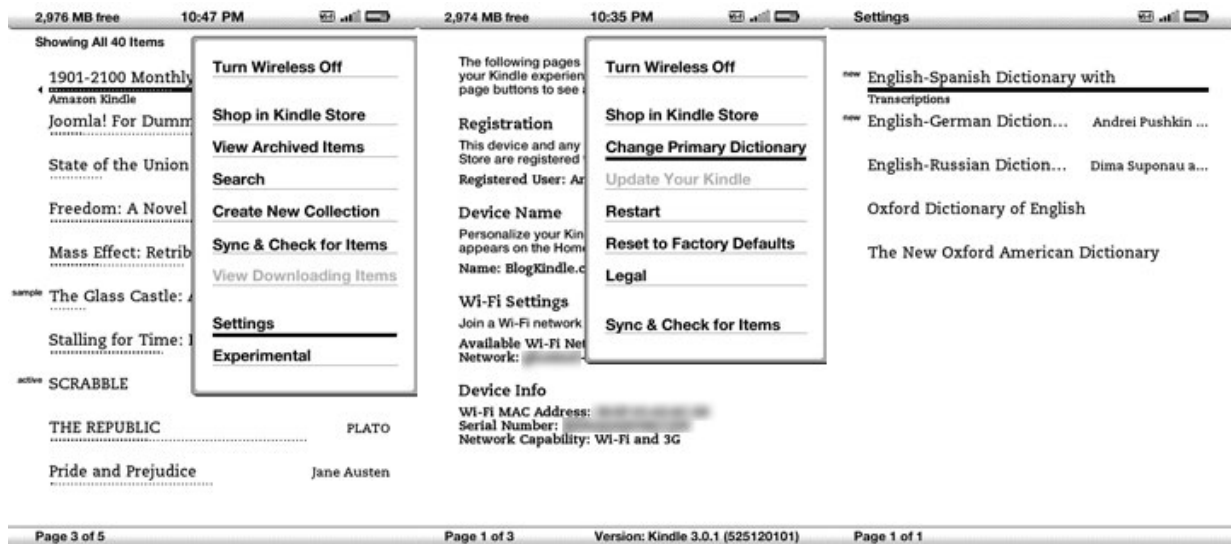 2,976 MB free 10:47 PM
Showing All 40 Items
1901-2100 Monthly
Amazon Kindle
Joomla! For Dumm
State of the Union
Freedom: A Novel
Mass Effect: Retrib
sample The Glass Castle:
Stalling for Time:
active SCRABBLE
THE REPUBLIC PLATO
Pride and Prejudice Jane Austen
Page 3 of 5
Turn Wireless Off
Shop in Kindle Store
View Archived Items
Search
Create New Collection
Sync & Check for Items
View Downloading Items
Settings
Experimental
2,974 MB free 10:35 PM
The following pages
your Kindle experien
page buttons to see
Registration
This device and any
Store are registered
Registered User: Ar
Device Name
Personalize your Kin
appears on the Home
Name: BlogKindle.c
Wi-Fi Settings
Join a Wi-Fi network
Available Wi-Fi Net
Network:
Device Info
Wi-Fi MAC Address:
Serial Number:
Network Capability: Wi-Fi and 3G
Page 1 of 3 Version: Kindle 3.0.1 (525120101)
Turn Wireless Off
Shop in Kindle Store
Change Primary Dictionary
Update Your Kindle
Restart
Reset to Factory Defaults
Legal
Sync & Check for Items
Settings
new English-Spanish Dictionary with
Transcriptions
new English-German Diction... Andrei Pushkin ...
English-Russian Diction... Dima Suponau a...
Oxford Dictionary of English
The New Oxford American Dictionary
Page 1 of 1